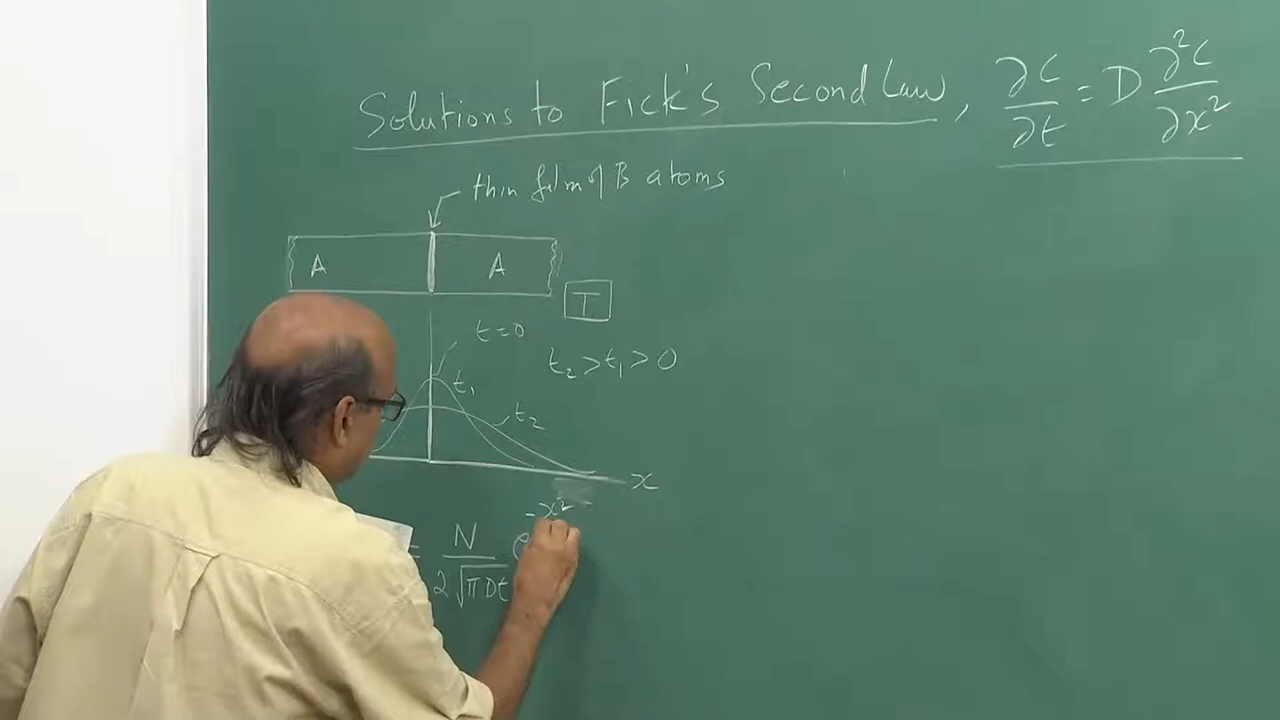 Solutions to Fick's Second Law, ∂C/∂t = D ∂²C/∂x²
thin film of B atoms
A A
T
t=0
t₂ > t₁ > 0
t₁
t₂
x
= N/(2√(πDt)) e^(-x²